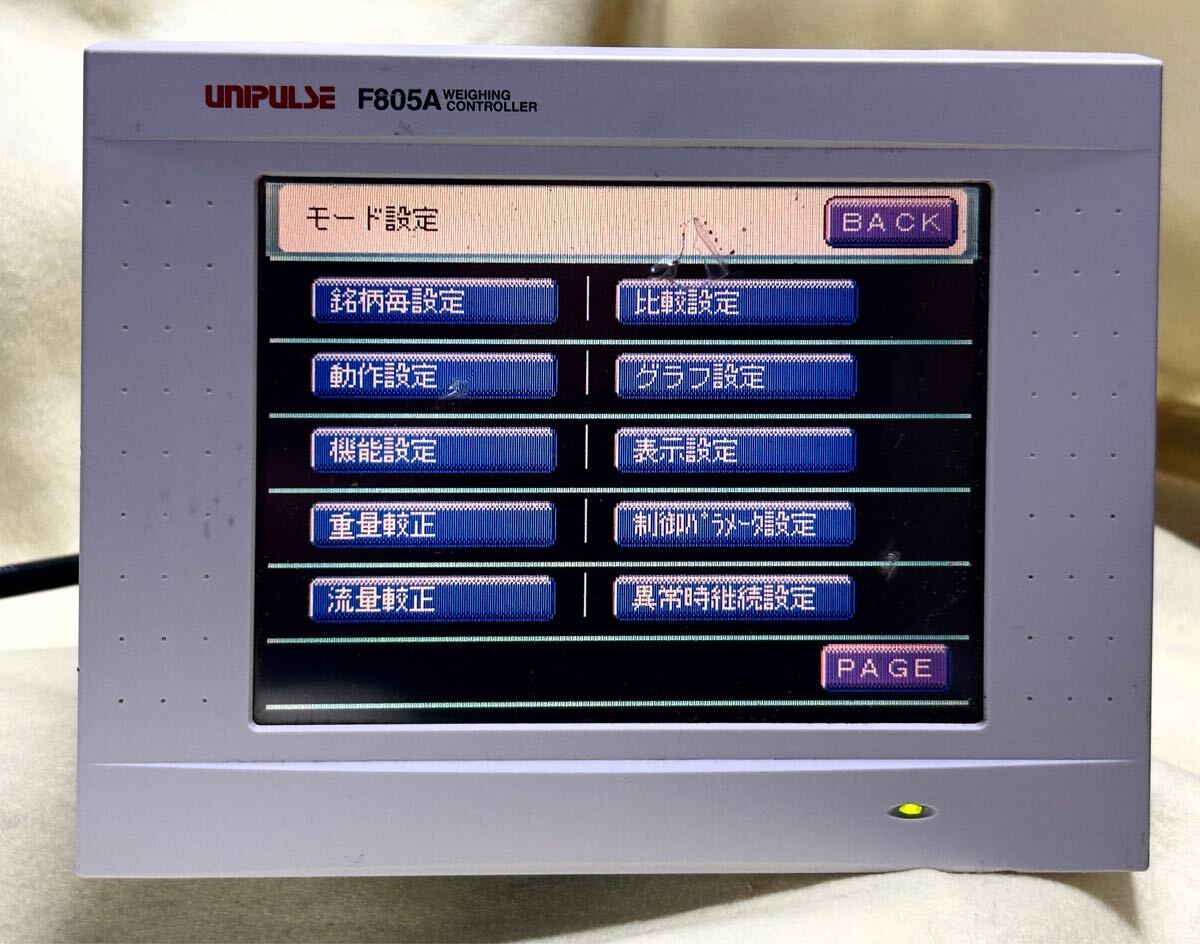 UNIPULSE F805A WEIGHING CONTROLLER
モード設定 BACK
銘柄毎設定 比較設定
動作設定 グラフ設定
機能設定 表示設定
重量較正 制御ﾊﾟﾗﾒｰﾀ設定
流量較正 異常時継続設定
PAGE